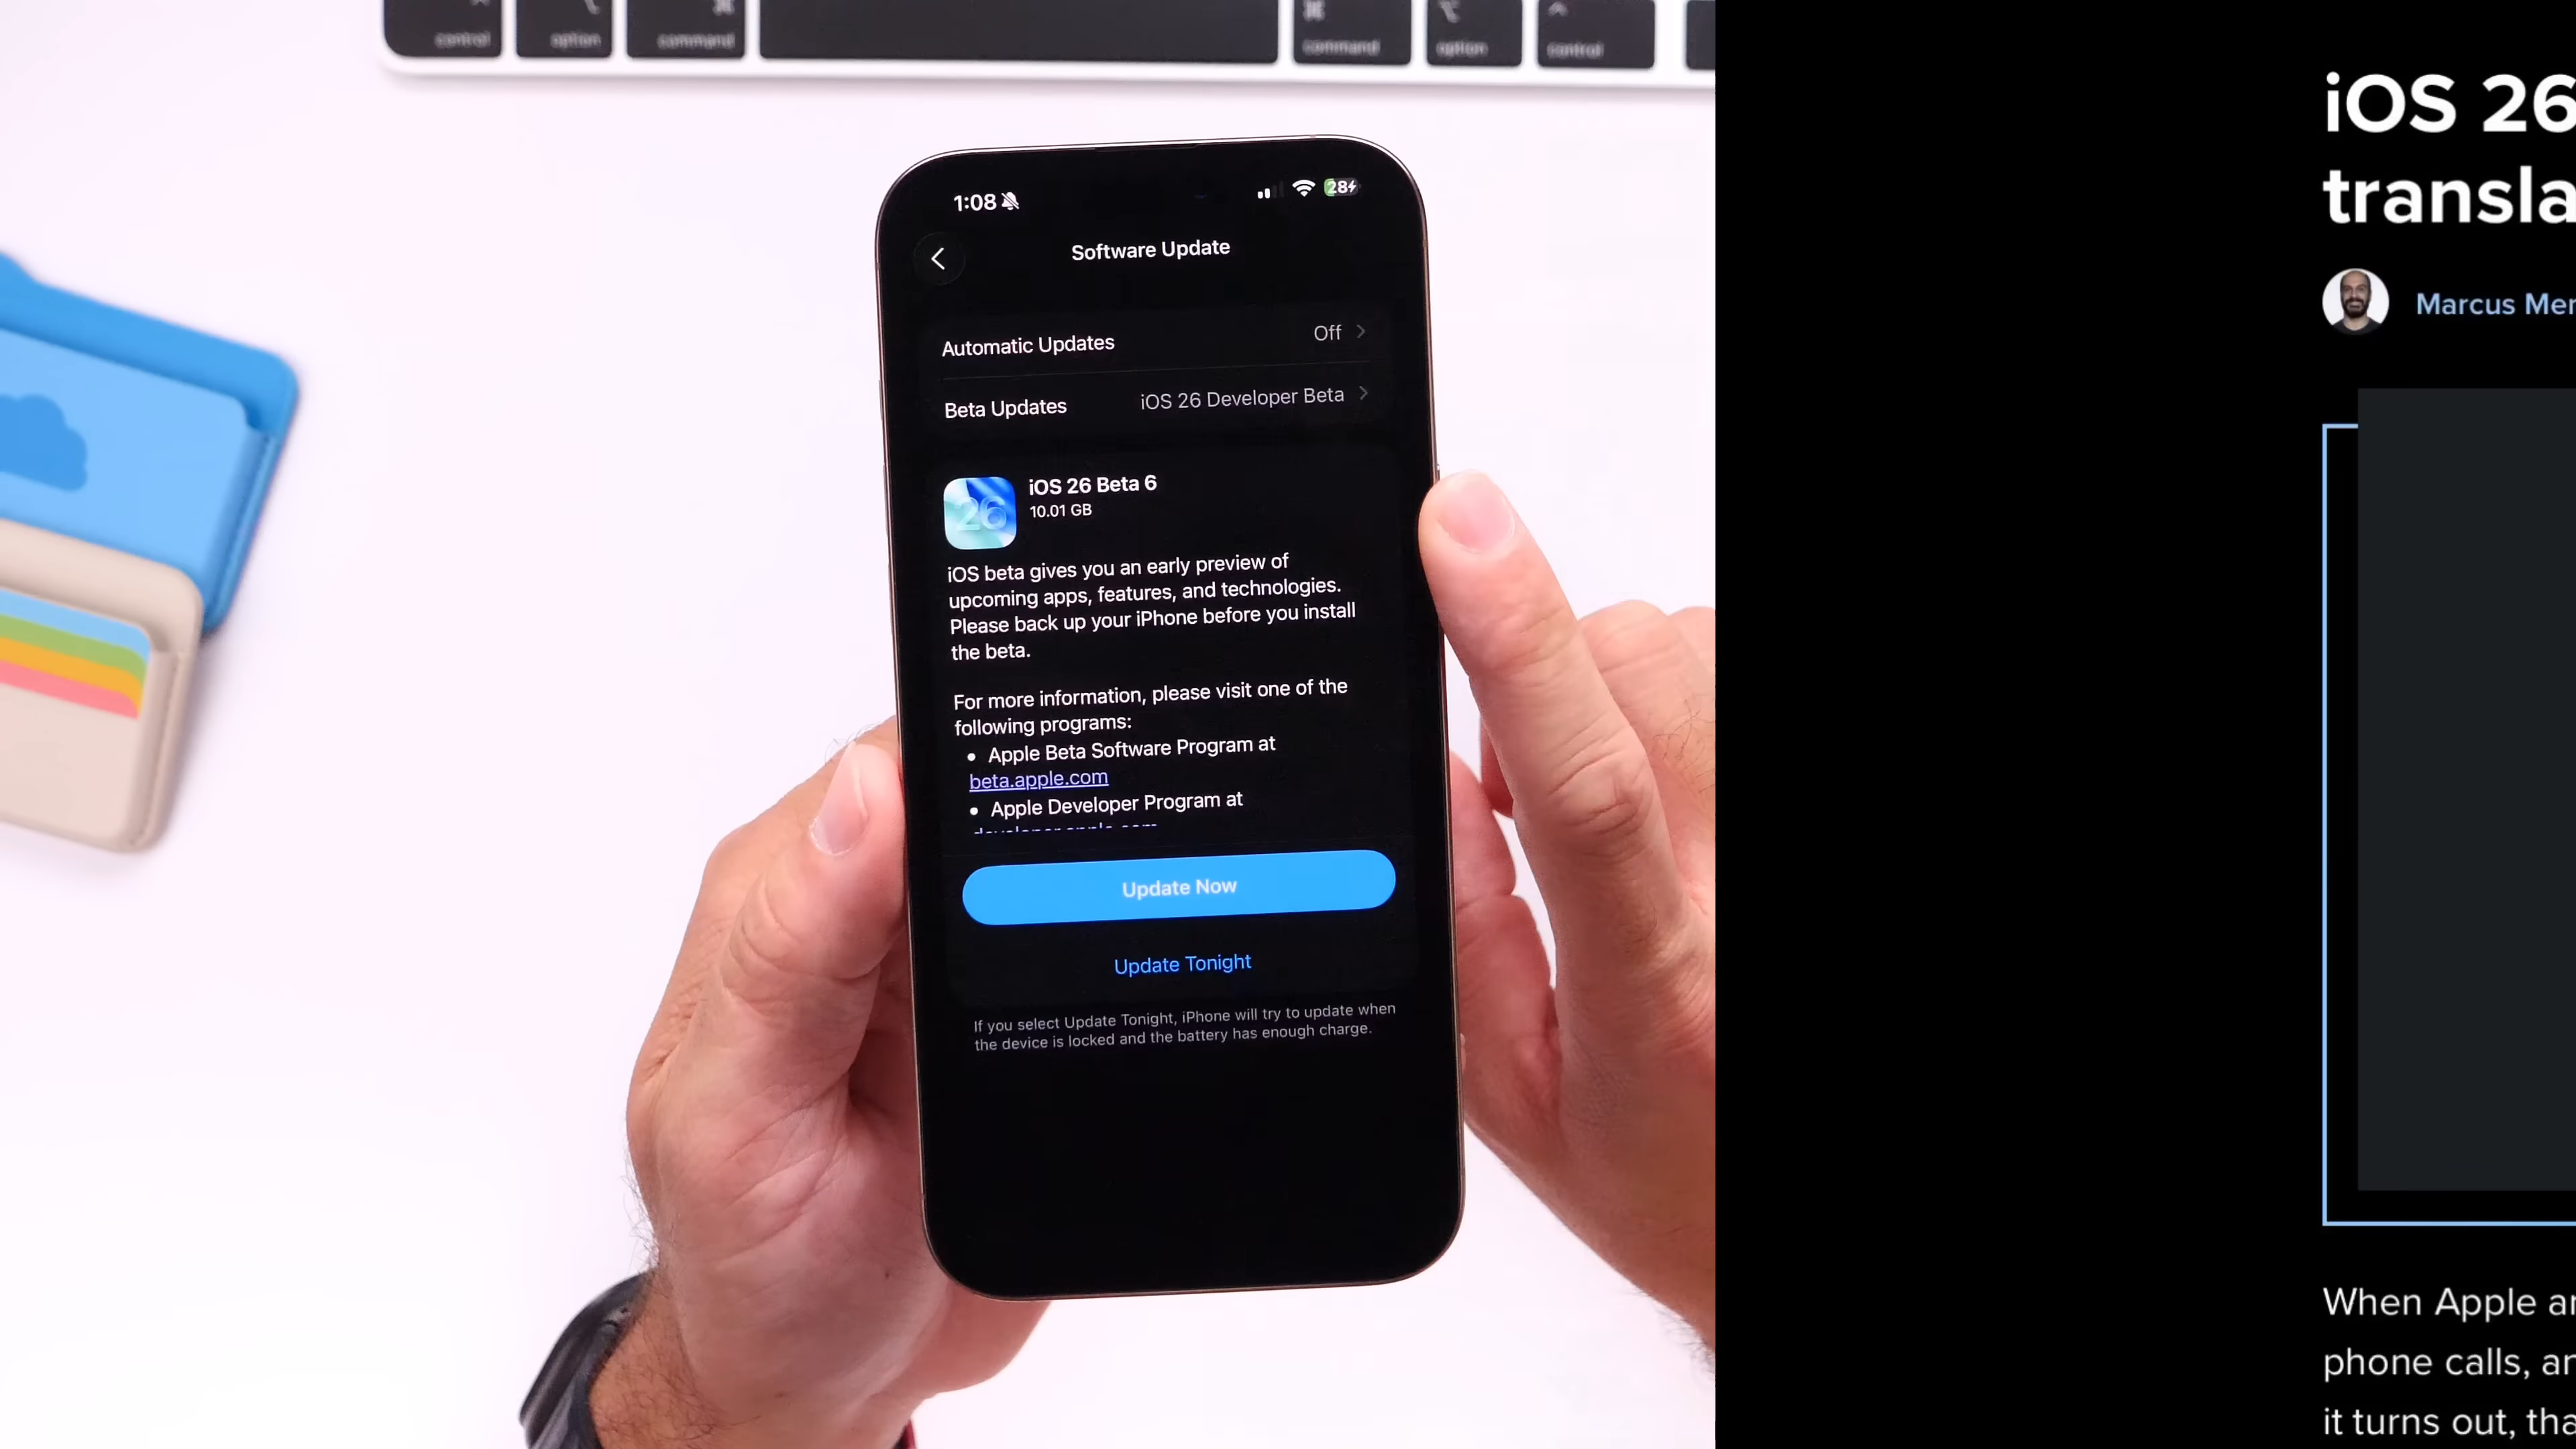 control
option
command
command
option
control
1:08
28
Software Update
Automatic Updates
Off
Beta Updates
iOS 26 Developer Beta
26
iOS 26 Beta 6
10.01 GB
iOS beta gives you an early preview of
upcoming apps, features, and technologies.
Please back up your iPhone before you install
the beta.
For more information, please visit one of the
following programs:
• Apple Beta Software Program at
beta.apple.com
• Apple Developer Program at
Update Now
Update Tonight
If you select Update Tonight, iPhone will try to update when
the device is locked and the battery has enough charge.
iOS 26
transla
Marcus Mer
When Apple
phone calls,
it turns out,